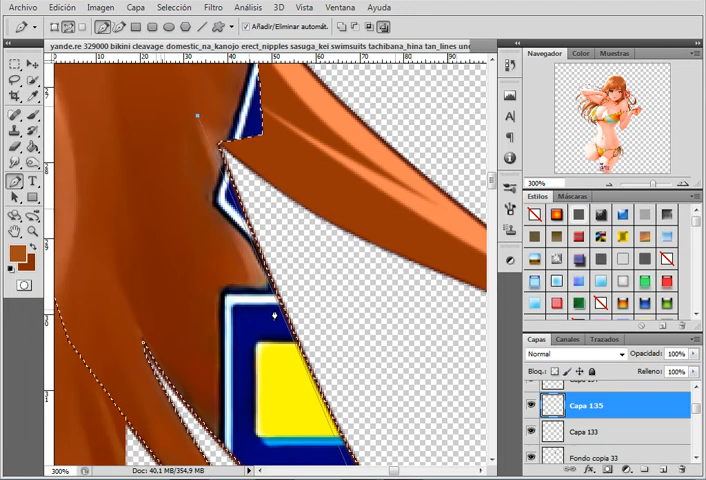 Archivo Edición Imagen Capa Selección Filtro Análisis 3D Vista Ventana Ayuda
Añadir/Eliminar automát.
yande.re 329000 bikini cleavage domestic_na_kanojo erect_nipples sasuga_kei swimsuits tachibana_hina tan_lines und
Navegador Color Muestras
300%
Estilos Máscaras
Capas Canales Trazados
Normal Opacidad: 100%
Bloq.: Relleno: 100%
Capa 135
Capa 133
Fondo copia 33
300% Doc: 40,1 MB/354,9 MB